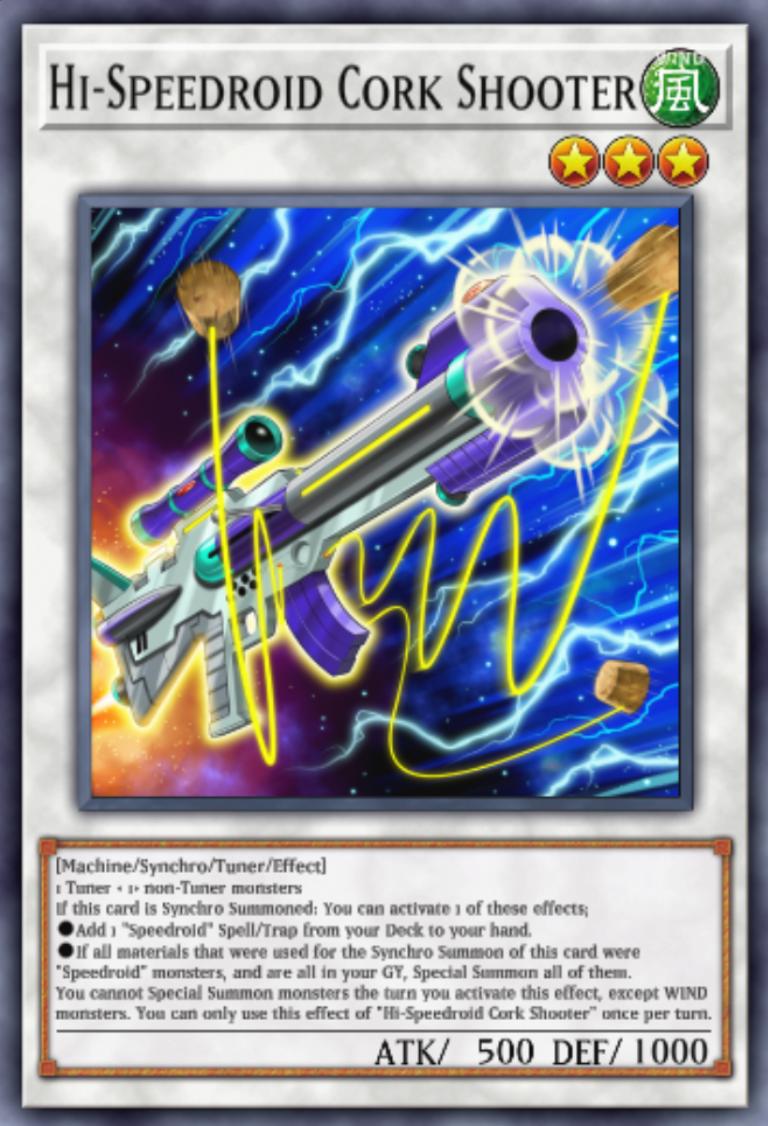 Hi-Speedroid Cork Shooter
WIND
風
[Machine/Synchro/Tuner/Effect]
1 Tuner + 1+ non-Tuner monsters
If this card is Synchro Summoned: You can activate 1 of these effects;
●Add 1 "Speedroid" Spell/Trap from your Deck to your hand.
●If all materials that were used for the Synchro Summon of this card were
"Speedroid" monsters, and are all in your GY, Special Summon all of them.
You cannot Special Summon monsters the turn you activate this effect, except WIND
monsters. You can only use this effect of "Hi-Speedroid Cork Shooter" once per turn.
ATK/ 500 DEF/ 1000